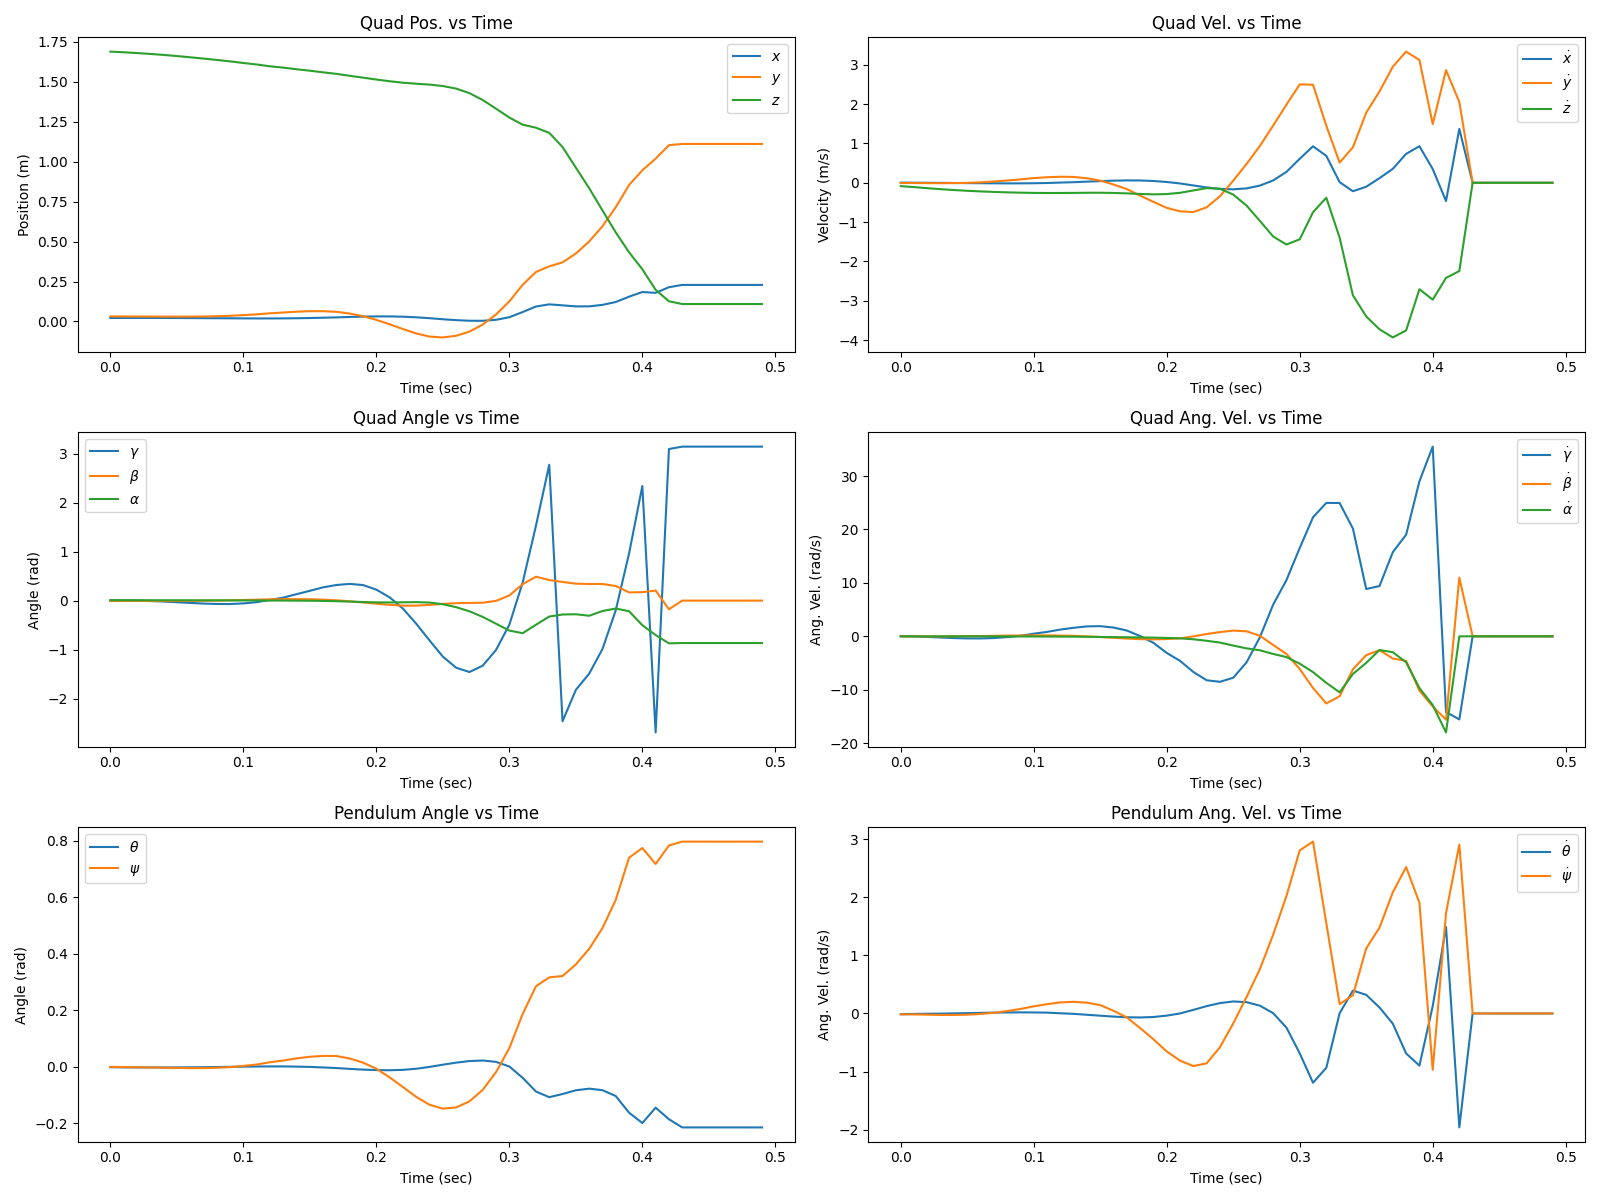 Quad Pos. vs Time
Position (m)
1.75
1.50
1.25
1.00
0.75
0.50
0.25
0.00
x
y
z
0.0 0.1 0.2 0.3 0.4 0.5
Time (sec)
Quad Vel. vs Time
Velocity (m/s)
3
2
1
0
−1
−2
−3
−4
ẋ
ẏ
ż
0.0 0.1 0.2 0.3 0.4 0.5
Time (sec)
Quad Angle vs Time
Angle (rad)
3
2
1
0
−1
−2
γ
β
α
0.0 0.1 0.2 0.3 0.4 0.5
Time (sec)
Quad Ang. Vel. vs Time
Ang. Vel. (rad/s)
30
20
10
0
−10
−20
γ̇
β̇
α̇
0.0 0.1 0.2 0.3 0.4 0.5
Time (sec)
Pendulum Angle vs Time
Angle (rad)
0.8
0.6
0.4
0.2
0.0
−0.2
θ
ψ
0.0 0.1 0.2 0.3 0.4 0.5
Time (sec)
Pendulum Ang. Vel. vs Time
Ang. Vel. (rad/s)
3
2
1
0
−1
−2
θ̇
ψ̇
0.0 0.1 0.2 0.3 0.4 0.5
Time (sec)